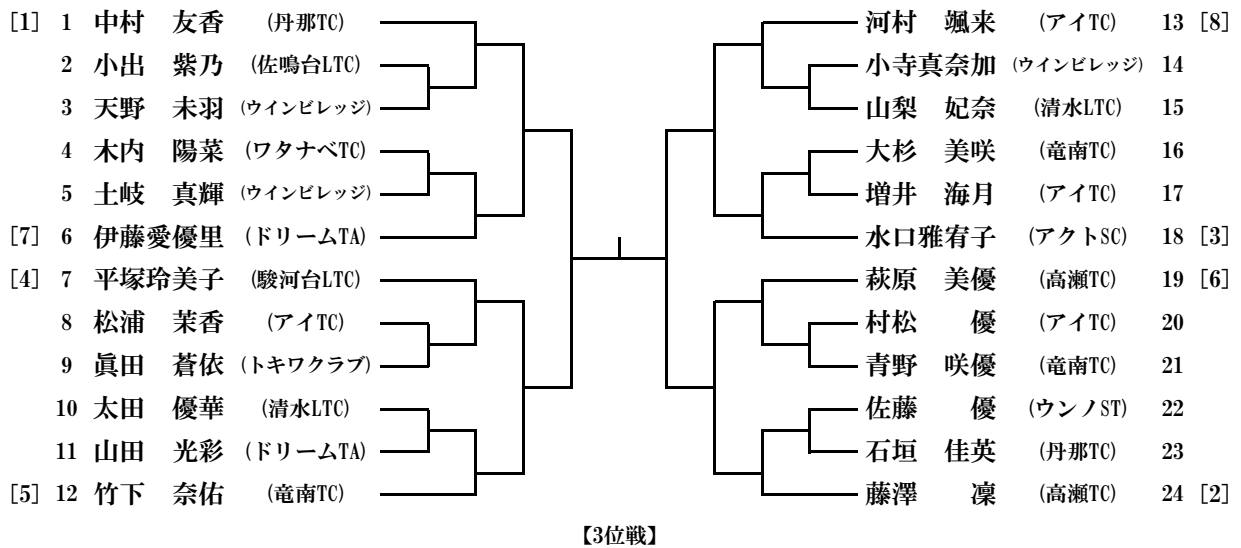 [1] 1 中村　友香 (丹那TC)
2 小出　紫乃 (佐鳴台LTC)
3 天野　未羽 (ウインビレッジ)
4 木内　陽菜 (ワタナベTC)
5 土岐　真輝 (ウインビレッジ)
[7] 6 伊藤愛優里 (ドリームTA)
[4] 7 平塚玲美子 (駿河台LTC)
8 松浦　茉香 (アイTC)
9 眞田　蒼依 (トキワクラブ)
10 太田　優華 (清水LTC)
11 山田　光彩 (ドリームTA)
[5] 12 竹下　奈佑 (竜南TC)
河村　颯来 (アイTC) 13 [8]
小寺真奈加 (ウインビレッジ) 14
山梨　妃奈 (清水LTC) 15
大杉　美咲 (竜南TC) 16
増井　海月 (アイTC) 17
水口雅宥子 (アクトSC) 18 [3]
萩原　美優 (高瀬TC) 19 [6]
村松　　優 (アイTC) 20
青野　咲優 (竜南TC) 21
佐藤　　優 (ウンノST) 22
石垣　佳英 (丹那TC) 23
藤澤　　凜 (高瀬TC) 24 [2]
【3位戦】